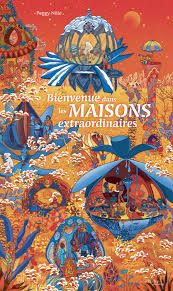 Peggy Nille
Bienvenue dans
les MAISONS
extraordinaires